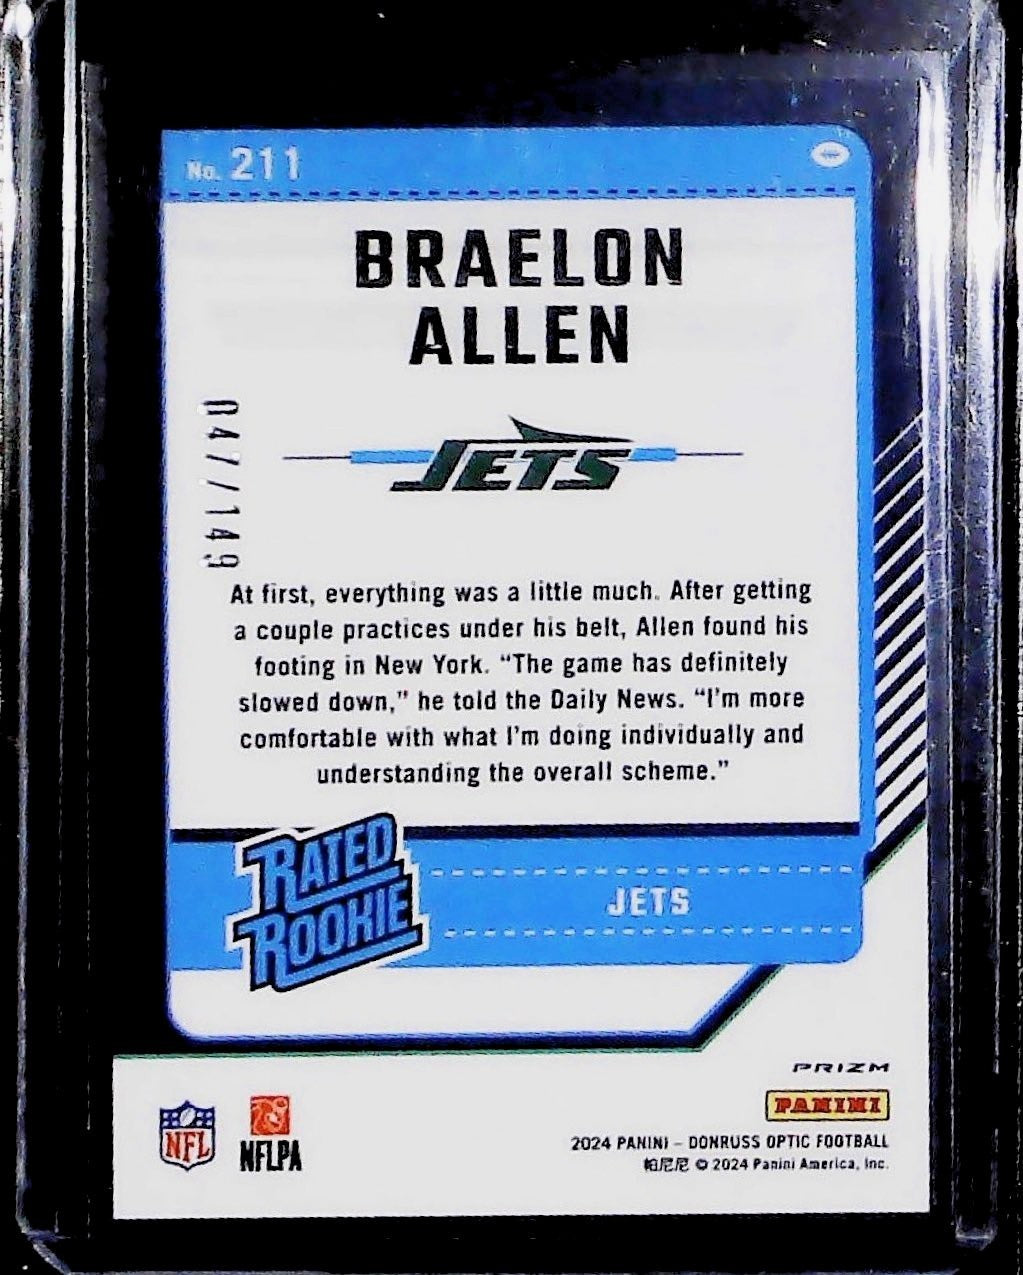 No. 211
BRAELON
ALLEN
047/149
JETS
At first, everything was a little much. After getting
a couple practices under his belt, Allen found his
footing in New York. “The game has definitely
slowed down,” he told the Daily News. “I’m more
comfortable with what I’m doing individually and
understanding the overall scheme.”
RATED
ROOKIE
JETS
PRIZM
PANINI
NFL
NFLPA
2024 PANINI – DONRUSS OPTIC FOOTBALL
帕尼尼 © 2024 Panini America, Inc.